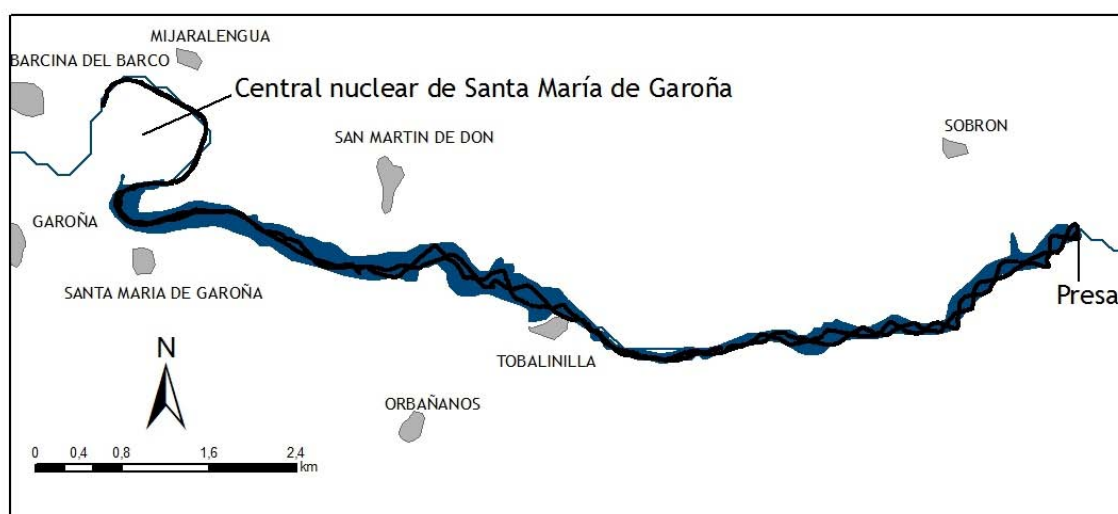 MIJARALENGUA
BARCINA DEL BARCO
Central nuclear de Santa María de Garoña
SAN MARTIN DE DON
SOBRON
GAROÑA
SANTA MARIA DE GAROÑA
Presa
TOBALINILLA
N
ORBAÑANOS
0 0,4 0,8 1,6 2,4
km